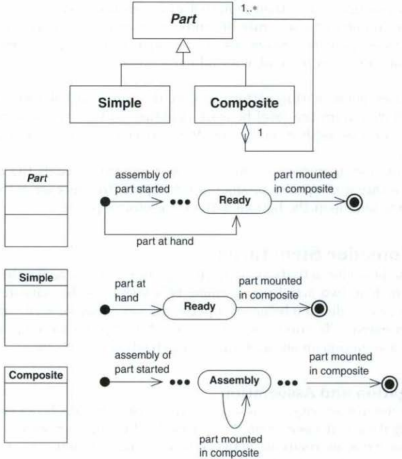 Part
1..*
Simple
Composite
1
Part
assembly of
part started
•••
Ready
part mounted
in composite
part at hand
Simple
part at
hand
Ready
part mounted
in composite
Composite
assembly of
part started
•••
Assembly
•••
part mounted
in composite
part mounted
in composite